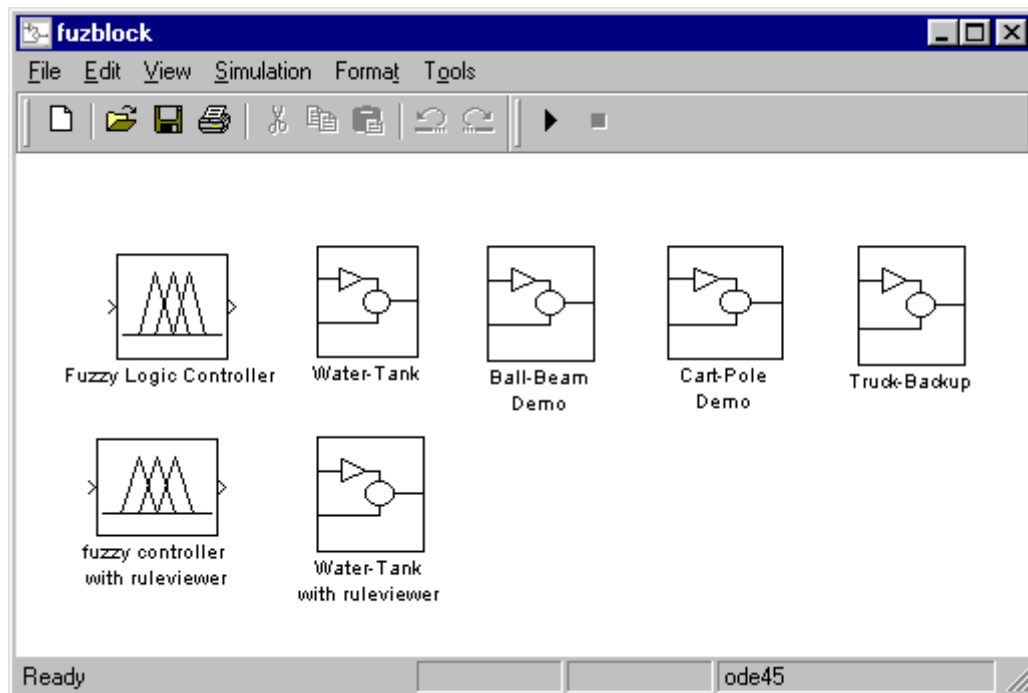 fuzblock
File Edit View Simulation Format Tools
Fuzzy Logic Controller
Water-Tank
Ball-Beam
Demo
Cart-Pole
Demo
Truck-Backup
fuzzy controller
with ruleviewer
Water-Tank
with ruleviewer
Ready
ode45